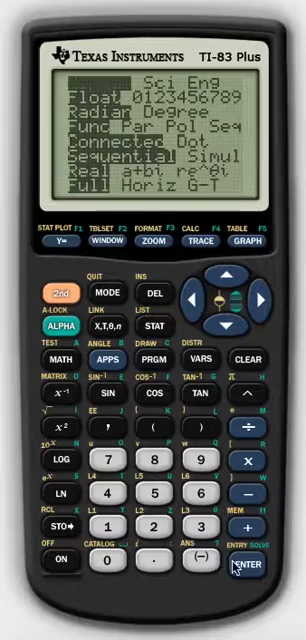 TEXAS INSTRUMENTS TI-83 Plus
Sci Eng
Float 0123456789
Radian Degree
Func Par Pol Seq
Connected Dot
Sequential Simul
Real a+bi re^θi
Full Horiz G-T
STAT PLOT F1 TBLSET F2 FORMAT F3 CALC F4 TABLE F5
Y= WINDOW ZOOM TRACE GRAPH
QUIT INS
2nd MODE DEL
A-LOCK LINK LIST
ALPHA X,T,θ,n STAT
TEST A ANGLE B DRAW C DISTR
MATH APPS PRGM VARS CLEAR
MATRIX D SIN⁻¹ E COS⁻¹ F TAN⁻¹ G π H
x⁻¹ SIN COS TAN ^
√ I EE J { K } L e M
x² , ( ) ÷
10ˣ N u O v P w Q [ R
LOG 7 8 9 x
eˣ S L4 T L5 U L6 V ] W
LN 4 5 6 −
RCL X L1 Y L2 Z L3 θ MEM "
STO➔ 1 2 3 +
OFF CATALOG i : ANS ? ENTRY SOLVE
ON 0 . (−) ENTER